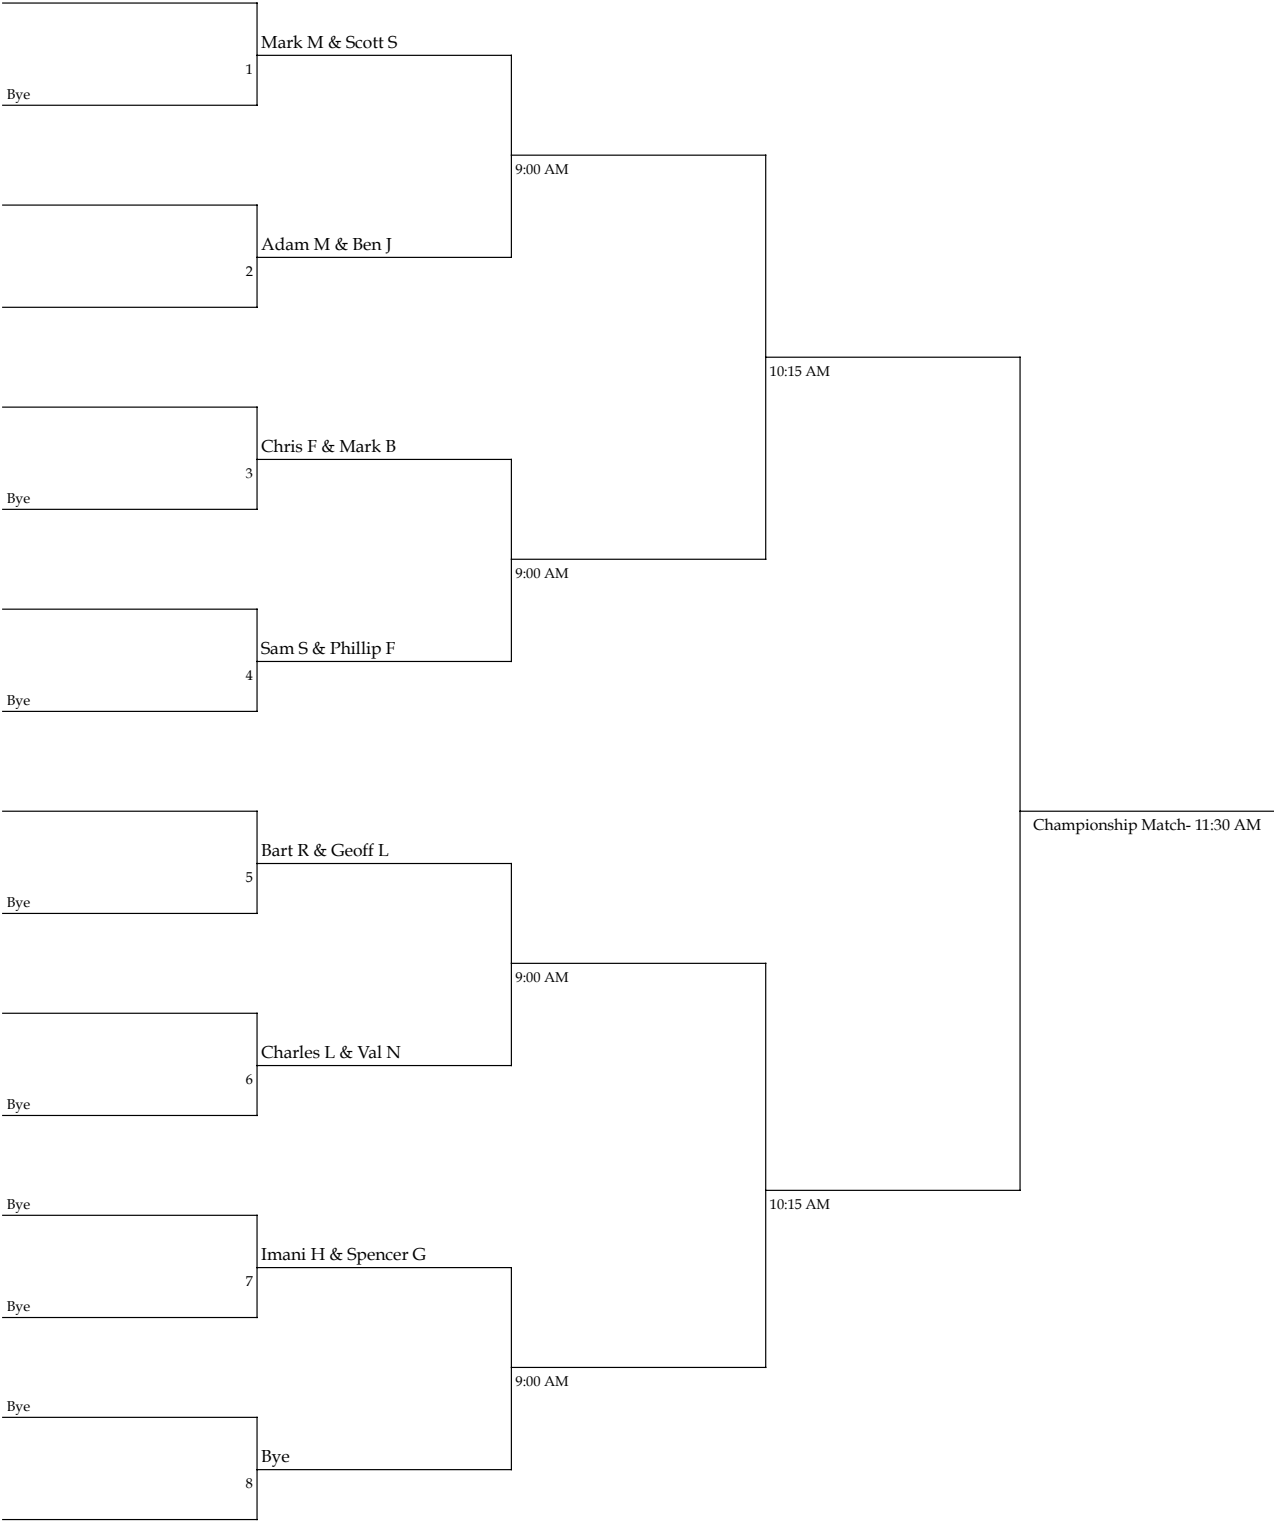 Mark M & Scott S
1
Bye
9:00 AM
Adam M & Ben J
2
10:15 AM
Chris F & Mark B
3
Bye
9:00 AM
Sam S & Phillip F
4
Bye
Championship Match- 11:30 AM
Bart R & Geoff L
5
Bye
9:00 AM
Charles L & Val N
6
Bye
Bye
10:15 AM
Imani H & Spencer G
7
Bye
9:00 AM
Bye
Bye
8